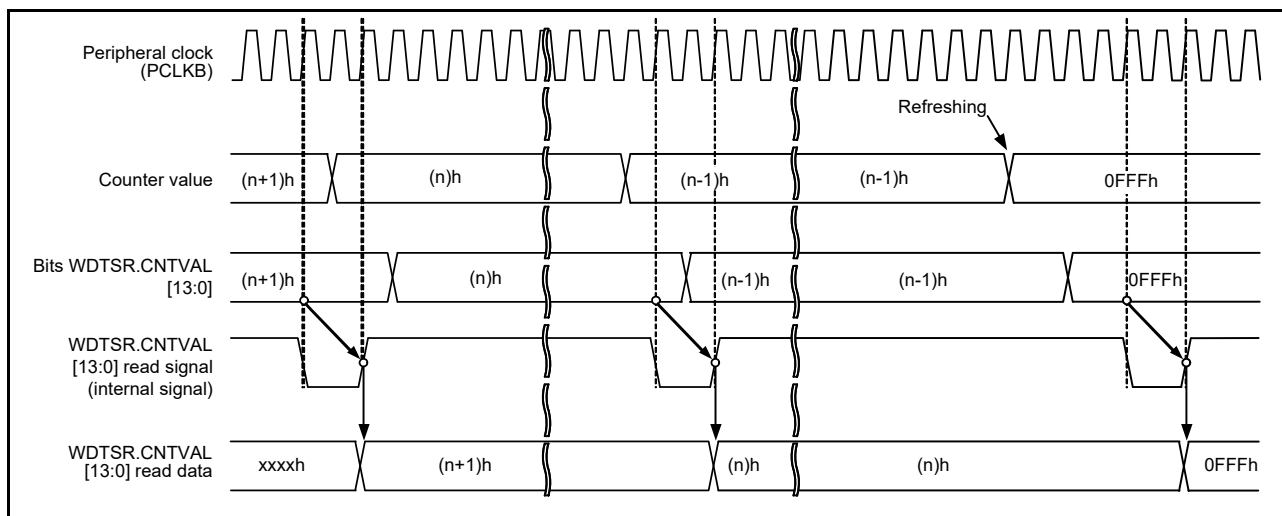 Peripheral clock
(PCLKB)
Refreshing
Counter value
(n+1)h
(n)h
(n-1)h
(n-1)h
0FFFh
Bits WDTSR.CNTVAL
[13:0]
(n+1)h
(n)h
(n-1)h
(n-1)h
0FFFh
WDTSR.CNTVAL
[13:0] read signal
(internal signal)
WDTSR.CNTVAL
[13:0] read data
xxxxh
(n+1)h
(n)h
(n)h
0FFFh